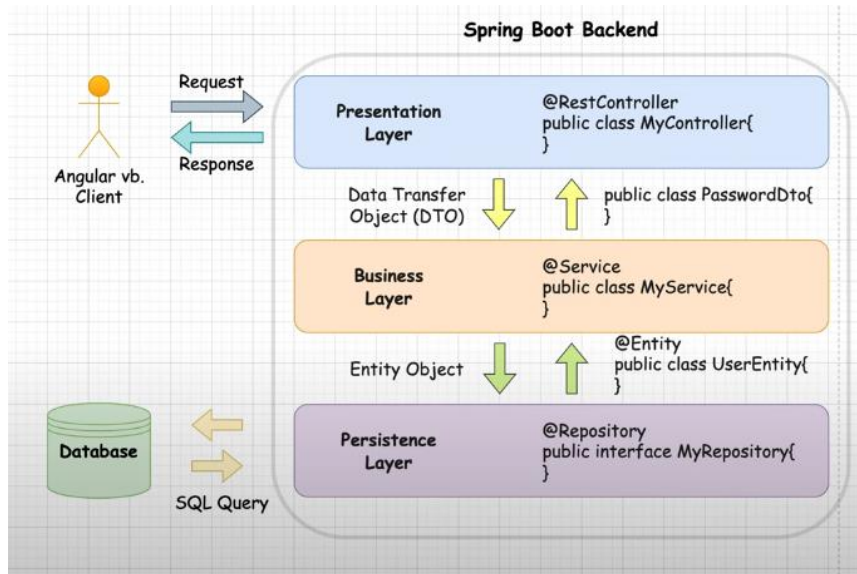 Spring Boot Backend
Request
Response
Angular vb.
Client
Presentation
Layer
@RestController
public class MyController{
}
Data Transfer
Object (DTO)
public class PasswordDto{
}
Business
Layer
@Service
public class MyService{
}
Entity Object
@Entity
public class UserEntity{
}
Database
SQL Query
Persistence
Layer
@Repository
public interface MyRepository{
}